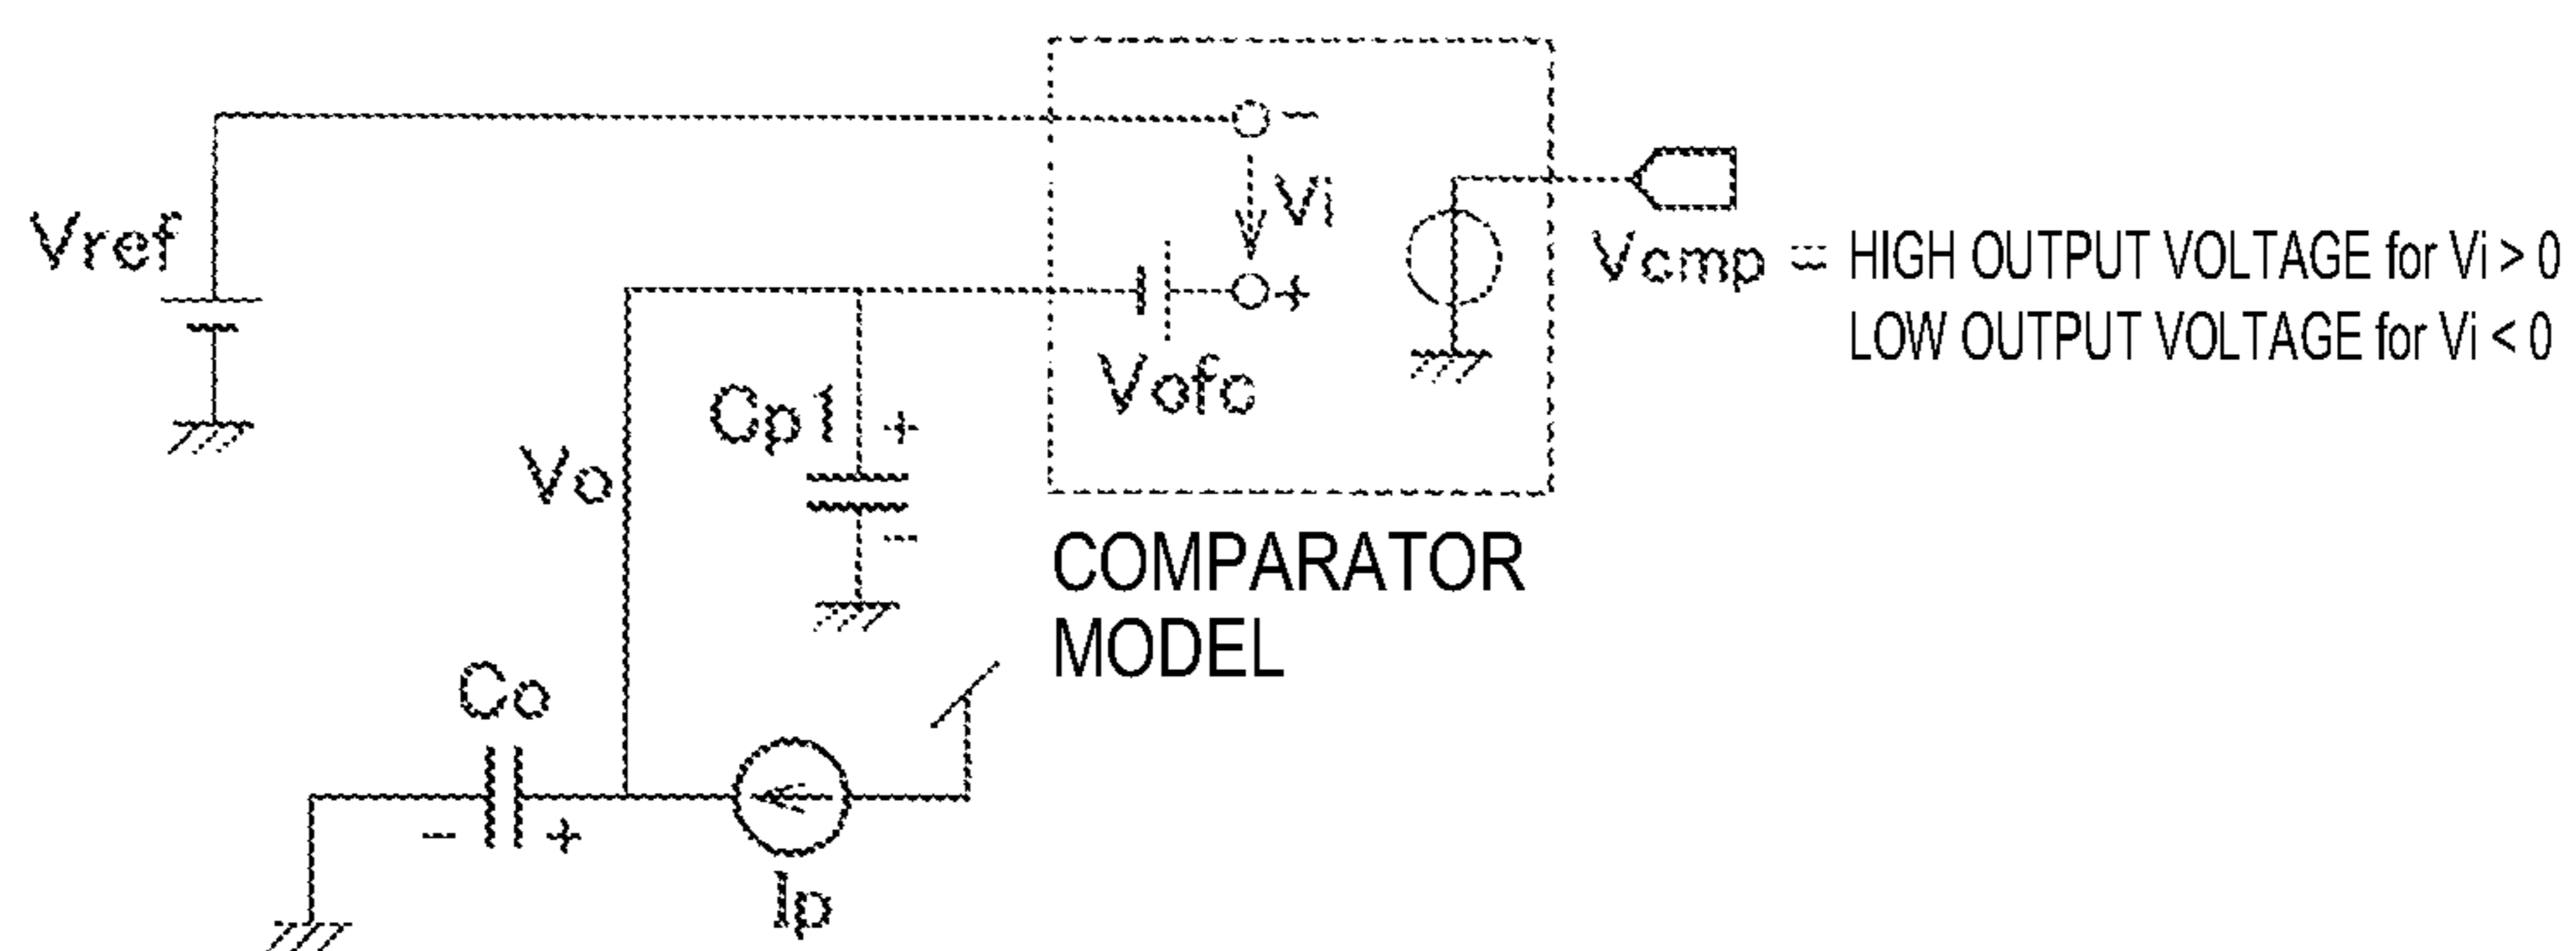 Vref
-
Vi
+
Vofc
Vcmp = HIGH OUTPUT VOLTAGE for Vi > 0
LOW OUTPUT VOLTAGE for Vi < 0
Cp1
+
-
Vo
COMPARATOR
MODEL
Co
- +
Ip